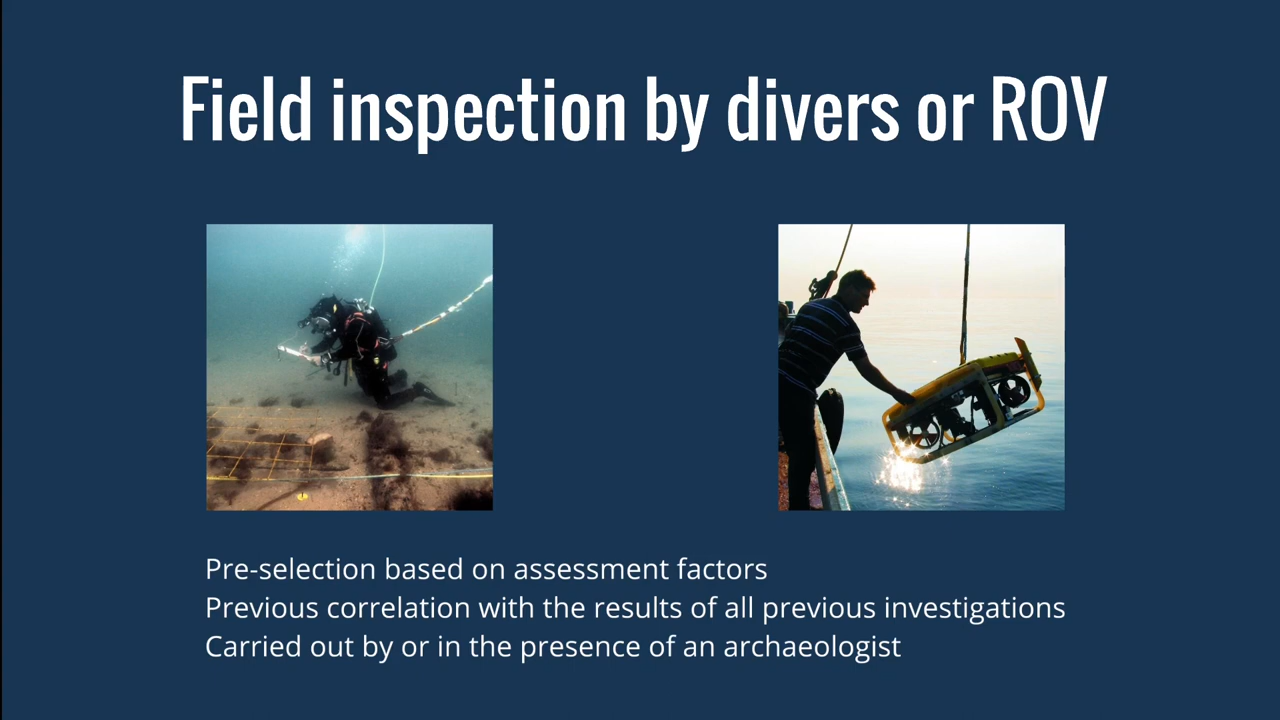 Field inspection by divers or ROV
Pre-selection based on assessment factors
Previous correlation with the results of all previous investigations
Carried out by or in the presence of an archaeologist